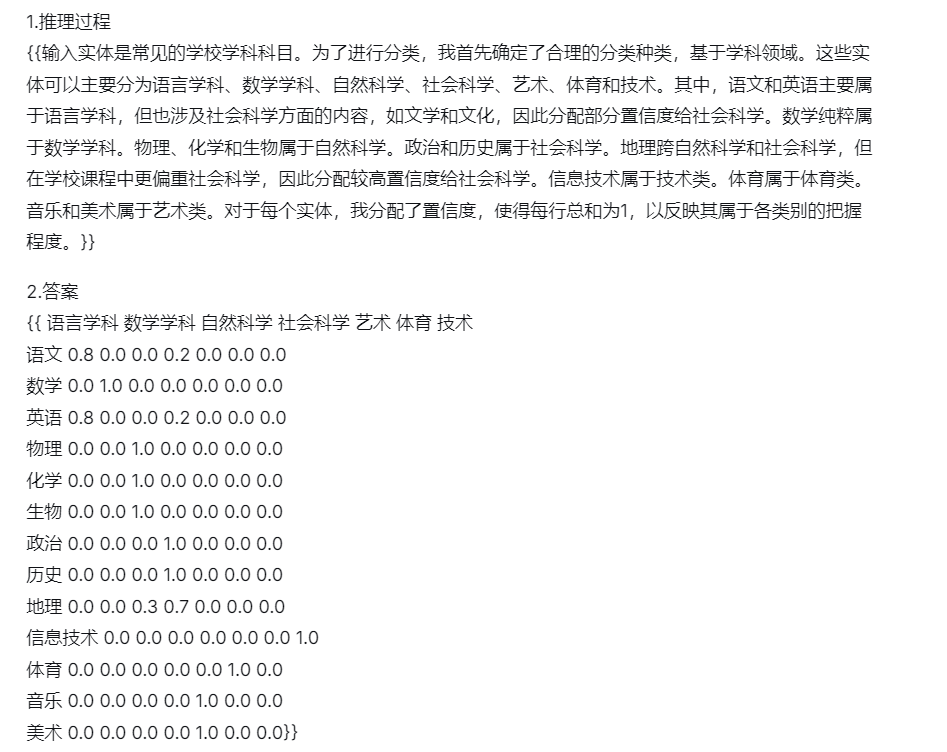 1.推理过程
{{输入实体是常见的学校学科科目。为了进行分类，我首先确定了合理的分类种类，基于学科领域。这些实
体可以主要分为语言学科、数学学科、自然科学、社会科学、艺术、体育和技术。其中，语文和英语主要属
于语言学科，但也涉及社会科学方面的内容，如文学和文化，因此分配部分置信度给社会科学。数学纯粹属
于数学学科。物理、化学和生物属于自然科学。政治和历史属于社会科学。地理跨自然科学和社会科学，但
在学校课程中更偏重社会科学，因此分配较高置信度给社会科学。信息技术属于技术类。体育属于体育类。
音乐和美术属于艺术类。对于每个实体，我分配了置信度，使得每行总和为1，以反映其属于各类别的把握
程度。}}
2.答案
{{ 语言学科 数学学科 自然科学 社会科学 艺术 体育 技术
语文 0.8 0.0 0.0 0.2 0.0 0.0 0.0
数学 0.0 1.0 0.0 0.0 0.0 0.0 0.0
英语 0.8 0.0 0.0 0.2 0.0 0.0 0.0
物理 0.0 0.0 1.0 0.0 0.0 0.0 0.0
化学 0.0 0.0 1.0 0.0 0.0 0.0 0.0
生物 0.0 0.0 1.0 0.0 0.0 0.0 0.0
政治 0.0 0.0 0.0 1.0 0.0 0.0 0.0
历史 0.0 0.0 0.0 1.0 0.0 0.0 0.0
地理 0.0 0.0 0.3 0.7 0.0 0.0 0.0
信息技术 0.0 0.0 0.0 0.0 0.0 0.0 1.0
体育 0.0 0.0 0.0 0.0 0.0 1.0 0.0
音乐 0.0 0.0 0.0 0.0 1.0 0.0 0.0
美术 0.0 0.0 0.0 0.0 1.0 0.0 0.0}}